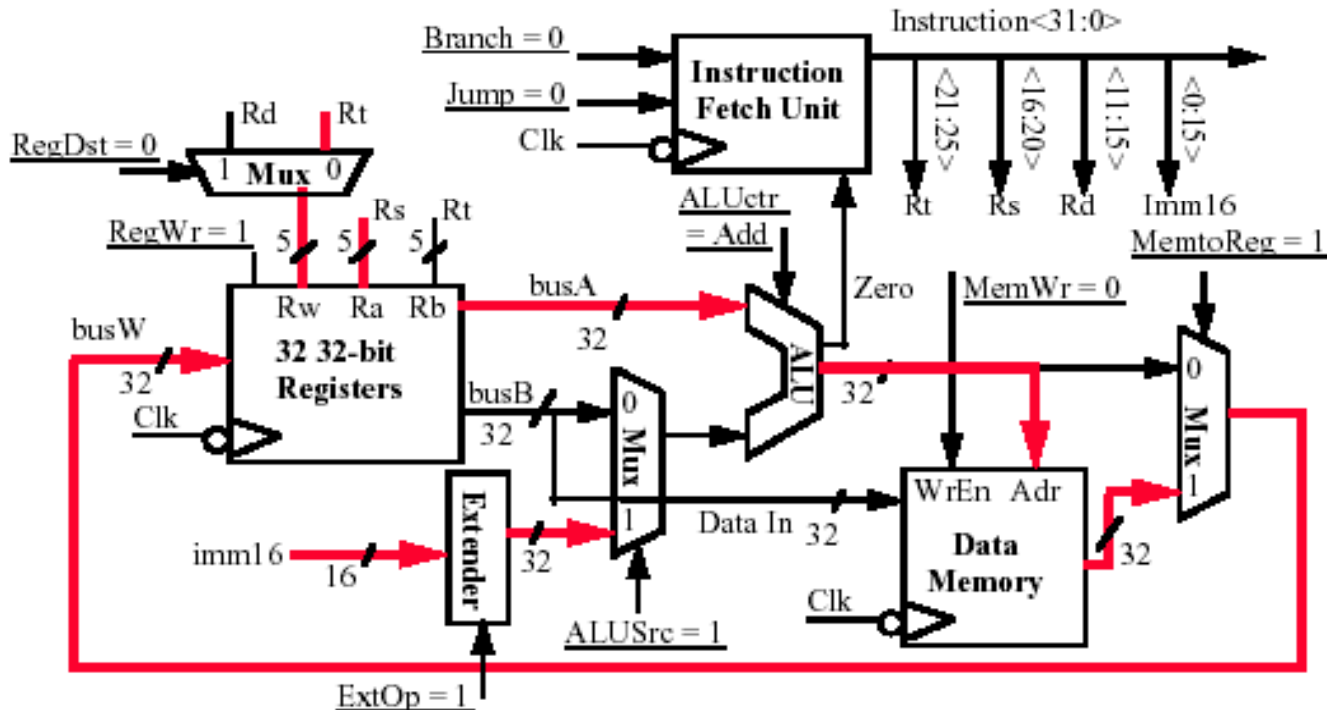 Instruction<31:0>
Branch = 0
Instruction
Fetch Unit
Jump = 0
Clk
<21:25>
<16:20>
<11:15>
<0:15>
Rd
Rt
RegDst = 0
1
Mux
0
Rt
Rs
Rd
Imm16
ALUctr
= Add
MemtoReg = 1
RegWr = 1
5
5
Rs
5
Rt
busA
Zero
MemWr = 0
Rw
Ra
Rb
32
busW
32
32 32-bit
Registers
ALU
32
0
Mux
1
busB
32
0
Mux
1
Clk
WrEn
Adr
Data In
32
32
Data
Memory
imm16
16
Extender
32
Clk
ALUSrc = 1
ExtOp = 1